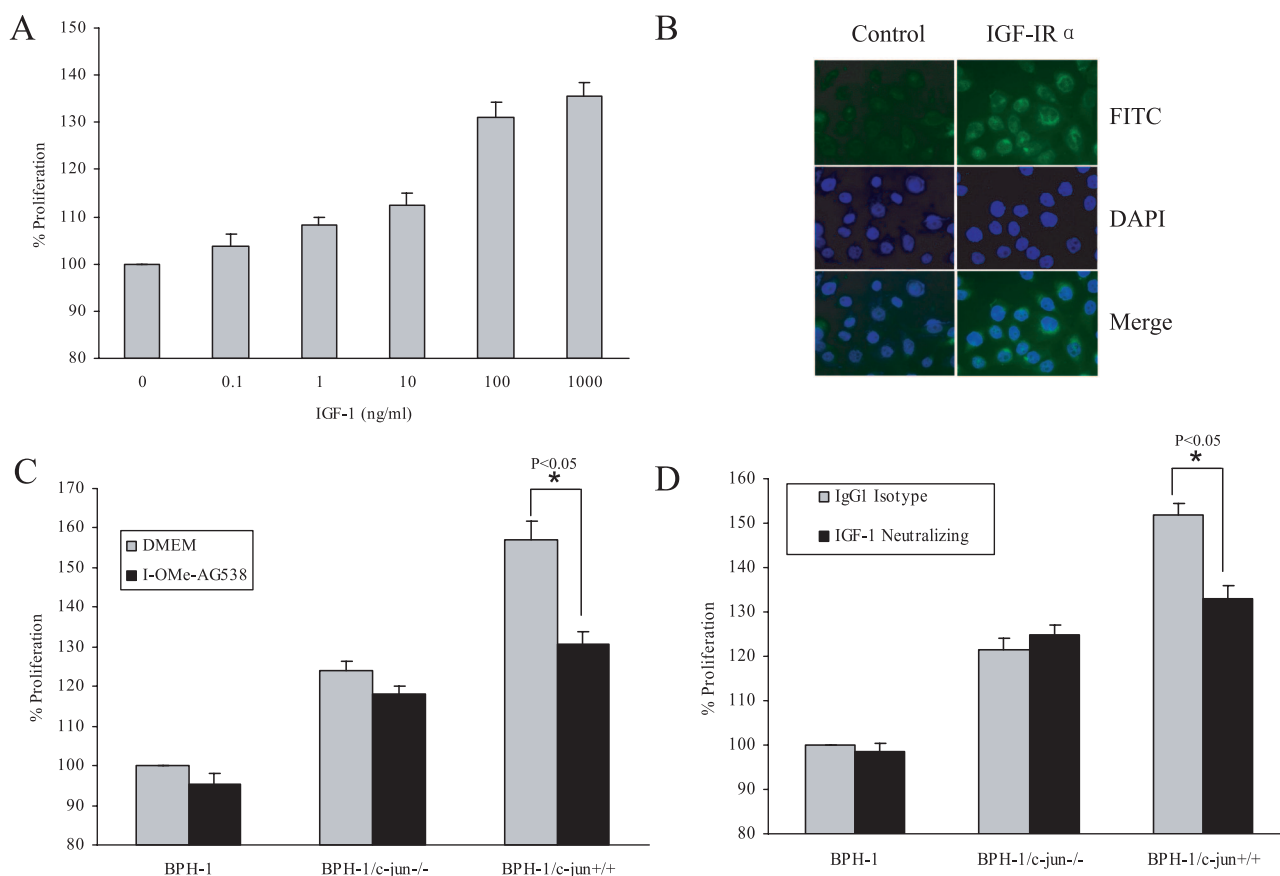 A
% Proliferation
150
140
130
120
110
100
90
80
0 0.1 1 10 100 1000
IGF-1 (ng/ml)
B
Control IGF-IR α
FITC
DAPI
Merge
C
% Proliferation
170
160
150
140
130
120
110
100
90
80
DMEM
I-OMe-AG538
P<0.05
*
BPH-1 BPH-1/c-jun-/- BPH-1/c-jun+/+
D
% Proliferation
160
150
140
130
120
110
100
90
80
IgG1 Isotype
IGF-1 Neutralizing
P<0.05
*
BPH-1 BPH-1/c-jun-/- BPH-1/c-jun+/+